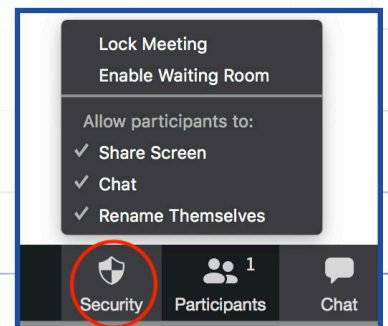 Lock Meeting
Enable Waiting Room
Allow participants to:
✓ Share Screen
✓ Chat
✓ Rename Themselves
1
Security Participants Chat